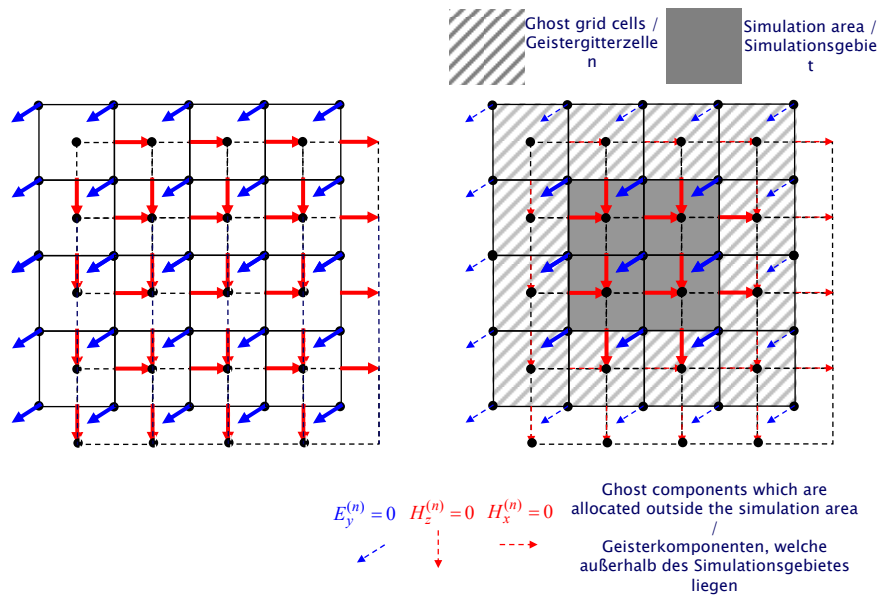 Ghost grid cells /
Geistergitterzelle
n
Simulation area /
Simulationsgebie
t
E_y^{(n)} = 0 H_z^{(n)} = 0 H_x^{(n)} = 0
Ghost components which are
allocated outside the simulation area
/
Geisterkomponenten, welche
außerhalb des Simulationsgebietes
liegen